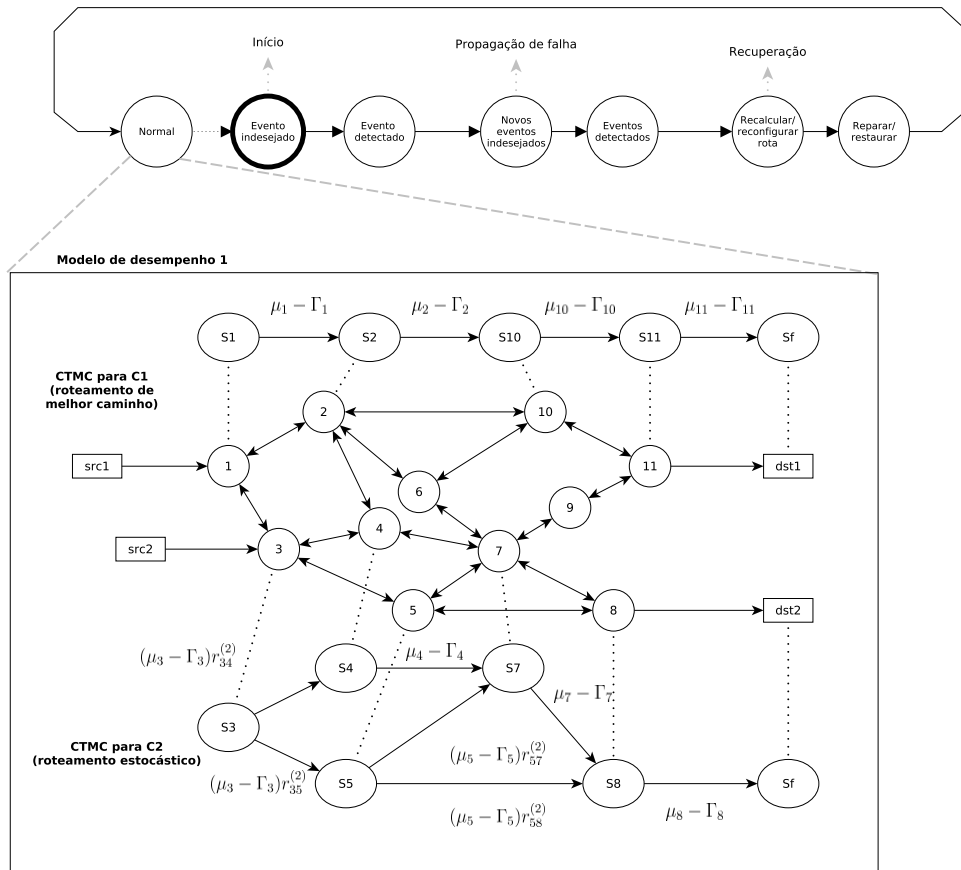 Início
Propagação de falha
Recuperação
Normal
Evento
indesejado
Evento
detectado
Novos
eventos
indesejados
Eventos
detectados
Recalcular/
reconfigurar
rota
Reparar/
restaurar
Modelo de desempenho 1
μ₁ − Γ₁
μ₂ − Γ₂
μ₁₀ − Γ₁₀
μ₁₁ − Γ₁₁
S1
S2
S10
S11
Sf
CTMC para C1
(roteamento de
melhor caminho)
2
10
src1
1
11
dst1
6
9
4
src2
3
7
5
8
dst2
(μ₃ − Γ₃)r₃₄⁽²⁾
μ₄ − Γ₄
S4
S7
μ₇ − Γ₇
S3
CTMC para C2
(roteamento estocástico)
(μ₅ − Γ₅)r₅₇⁽²⁾
(μ₃ − Γ₃)r₃₅⁽²⁾
S5
S8
Sf
(μ₅ − Γ₅)r₅₈⁽²⁾
μ₈ − Γ₈